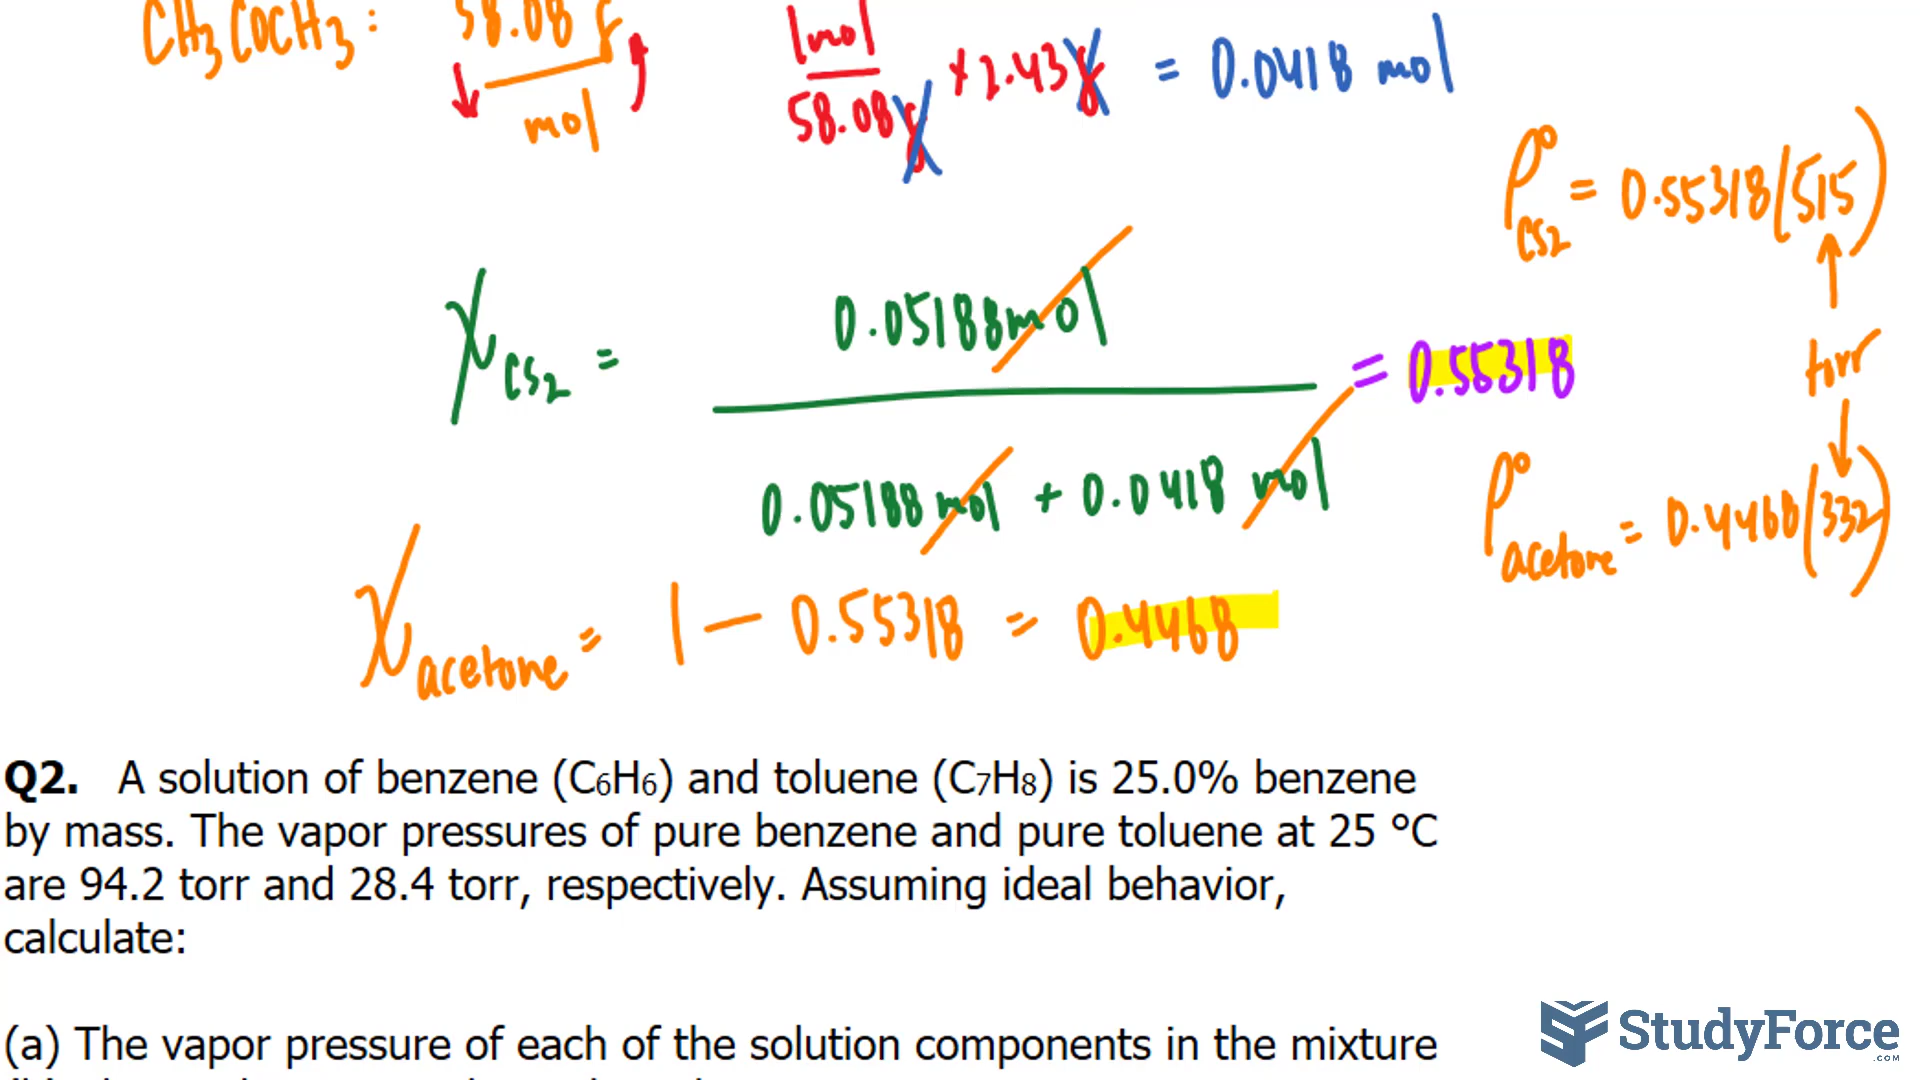 CH3COCH3: 58.08 g / mol   1 mol / 58.08 g × 2.43 g = 0.0418 mol
P°CS2 = 0.55318(515)
χCS2 = 0.05188 mol / 0.05188 mol + 0.0418 mol = 0.55318
torr
P°acetone = 0.4468(332)
χacetone = 1 - 0.55318 = 0.4468
Q2. A solution of benzene (C6H6) and toluene (C7H8) is 25.0% benzene
by mass. The vapor pressures of pure benzene and pure toluene at 25 °C
are 94.2 torr and 28.4 torr, respectively. Assuming ideal behavior,
calculate:
(a) The vapor pressure of each of the solution components in the mixture
StudyForce
.COM